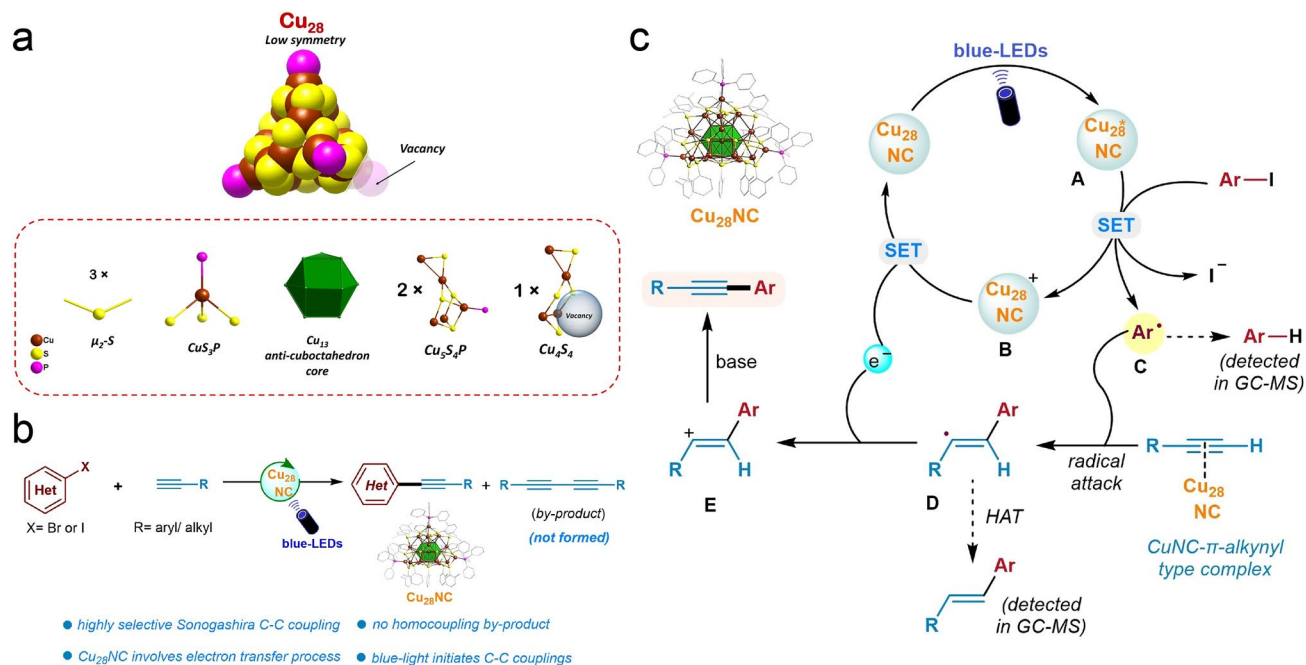 a
Cu28
Low symmetry
Vacancy
3 ×
μ2-S
CuS3P
Cu13
anti-cuboctahedron
core
2 ×
Cu5S4P
1 ×
Vacancy
Cu4S4
Cu
S
P
b
Het
X
X= Br or I
+
R
R= aryl/ alkyl
Cu28
NC
blue-LEDs
Het
R
+
R
R
(by-product)
(not formed)
Cu28NC
highly selective Sonogashira C-C coupling
no homocoupling by-product
Cu28NC involves electron transfer process
blue-light initiates C-C couplings
c
Cu28NC
blue-LEDs
Cu28
NC
Cu28*
NC
A
Ar—I
SET
I−
SET
Cu28
NC
+
B
Ar•
C
Ar—H
(detected
in GC-MS)
e−
R
Ar
base
+
Ar
R
H
E
•
Ar
R
H
D
radical
attack
R
H
Cu28
NC
CuNC-π-alkynyl
type complex
HAT
Ar
R
(detected
in GC-MS)